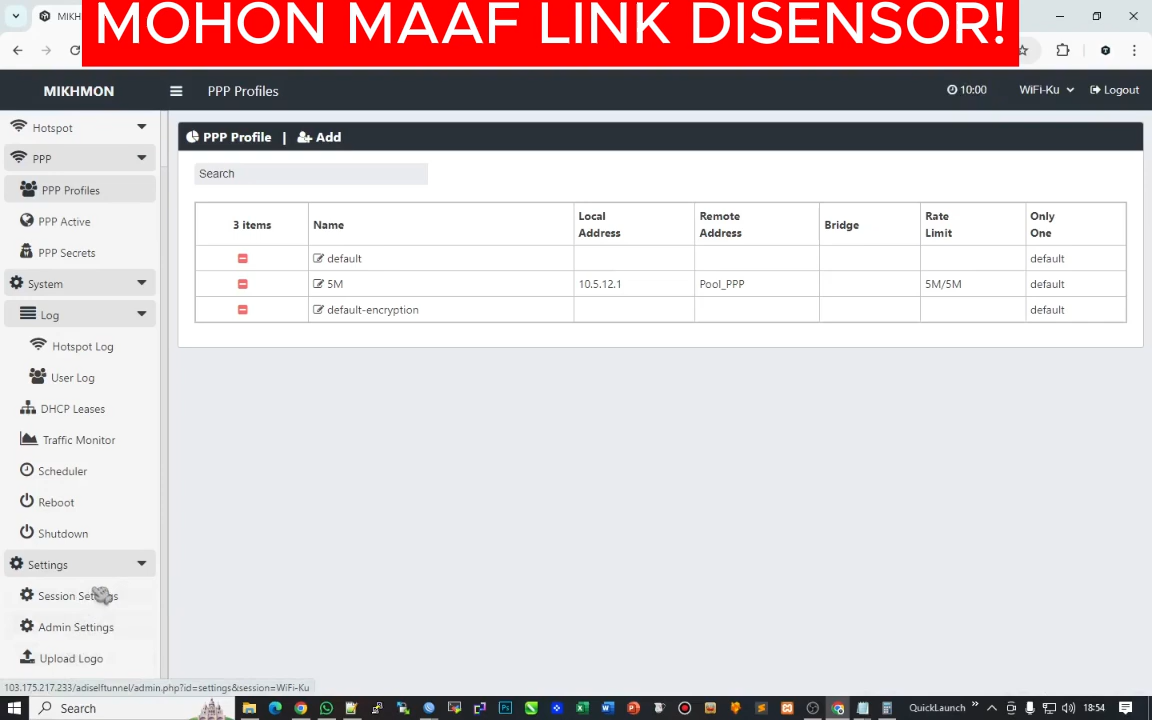 MIKH
MOHON MAAF LINK DISENSOR!
MIKHMON
PPP Profiles
10:00
WiFi-Ku
Logout
Hotspot
PPP
PPP Profiles
PPP Active
PPP Secrets
System
Log
Hotspot Log
User Log
DHCP Leases
Traffic Monitor
Scheduler
Reboot
Shutdown
Settings
Session Settings
Admin Settings
Upload Logo
PPP Profile | Add
Search
3 items Name Local Address Remote Address Bridge Rate Limit Only One
default default
5M 10.5.12.1 Pool_PPP 5M/5M default
default-encryption default
103.175.217.233/adiselftunnel/admin.php?id=settings&session=WiFi-Ku
Search
QuickLaunch
18:54